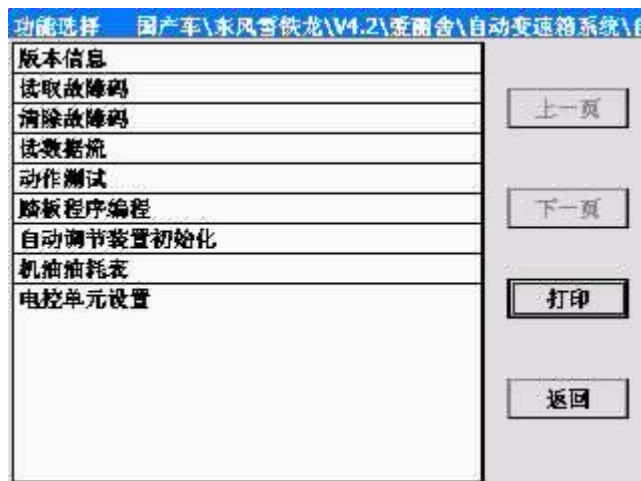 功能选择 国产车\东风雪铁龙\V4.2\爱丽舍\自动变速箱系统\
版本信息
读取故障码
清除故障码
读数据流
动作测试
踏板程序编程
自动调节装置初始化
机油油耗表
电控单元设置
上一页
下一页
打印
返回